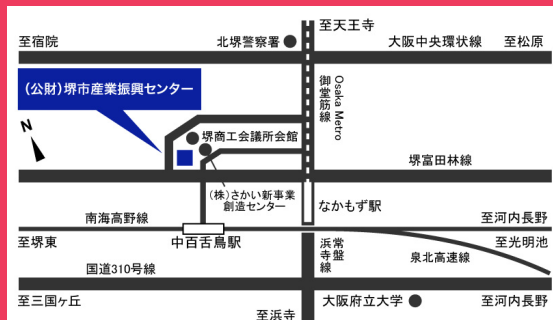 至天王寺
至宿院
北堺警察署
大阪中央環状線
至松原
(公財)堺市産業振興センター
Osaka Metro
御堂筋線
N
堺商工会議所会館
堺富田林線
(株)さかい新事業
創造センター
なかもず駅
南海高野線
至河内長野
至堺東
中百舌鳥駅
常盤
浜寺線
至光明池
泉北高速線
国道310号線
至三国ヶ丘
大阪府立大学
至河内長野
至浜寺